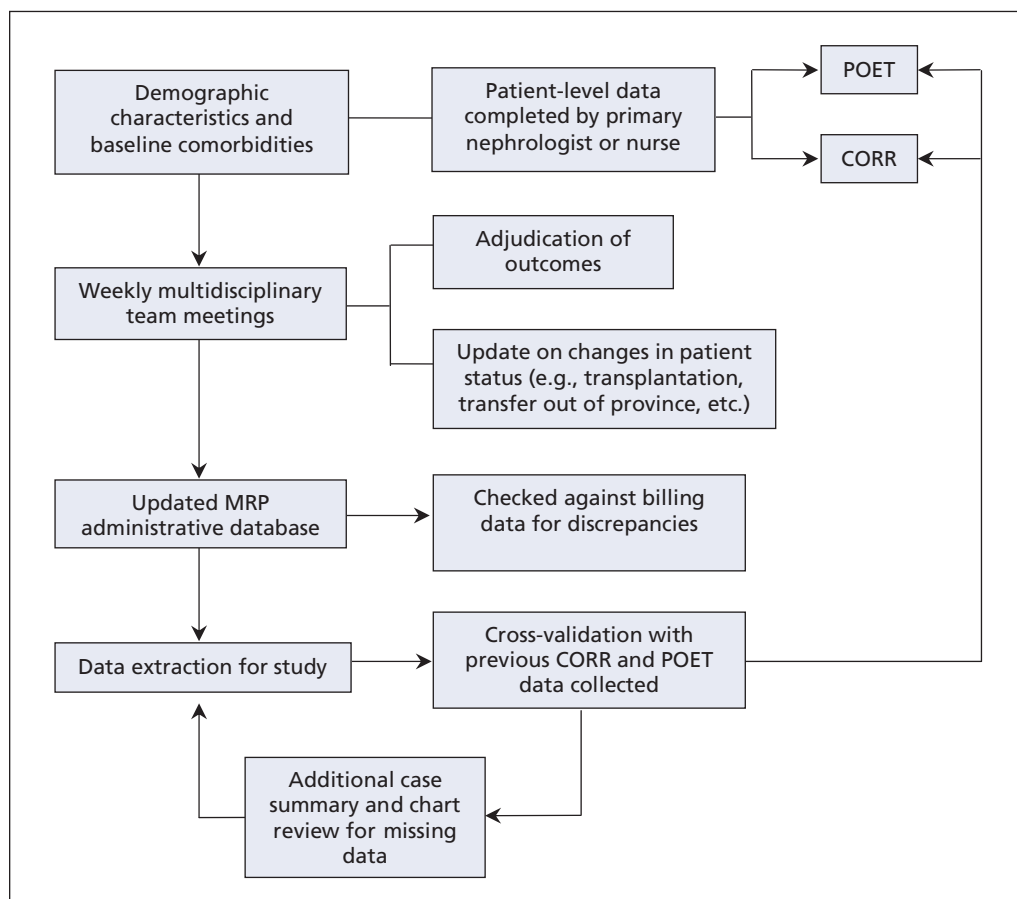 Demographic
characteristics and
baseline comorbidities
Patient-level data
completed by primary
nephrologist or nurse
POET
CORR
Adjudication of
outcomes
Weekly multidisciplinary
team meetings
Update on changes in patient
status (e.g., transplantation,
transfer out of province, etc.)
Updated MRP
administrative database
Checked against billing
data for discrepancies
Data extraction for study
Cross-validation with
previous CORR and POET
data collected
Additional case
summary and chart
review for missing
data